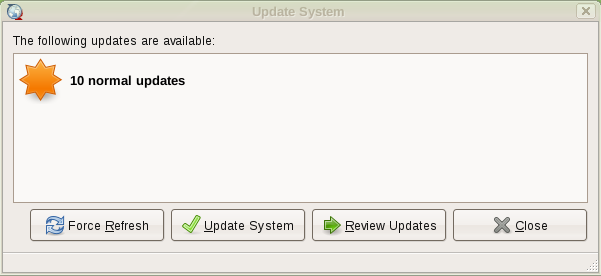 Update System
The following updates are available:
10 normal updates
Force Refresh
Update System
Review Updates
Close